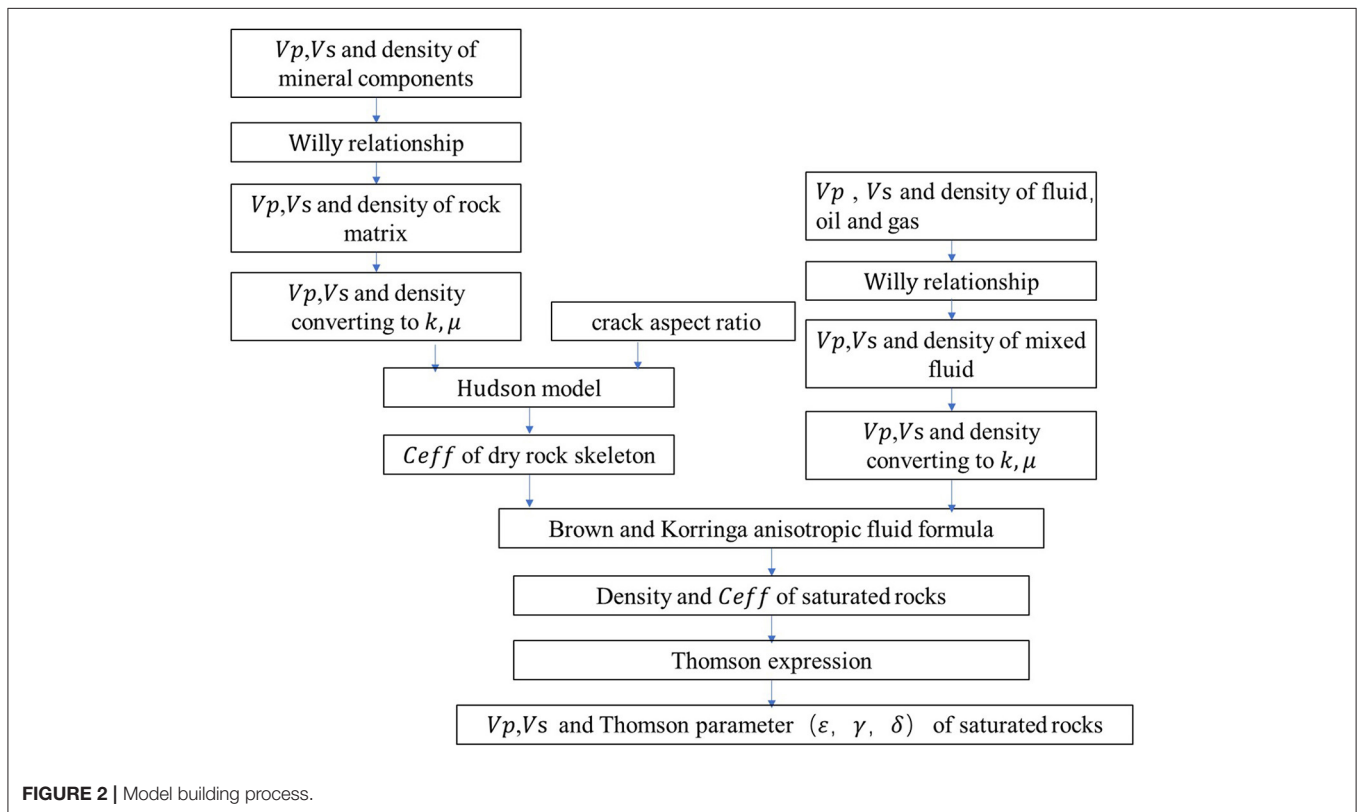 Vp,Vs and density of
mineral components
Willy relationship
Vp,Vs and density of rock
matrix
Vp,Vs and density
converting to k, μ
crack aspect ratio
Hudson model
Ceff of dry rock skeleton
Vp , Vs and density of fluid,
oil and gas
Willy relationship
Vp,Vs and density of mixed
fluid
Vp,Vs and density
converting to k, μ
Brown and Korringa anisotropic fluid formula
Density and Ceff of saturated rocks
Thomson expression
Vp,Vs and Thomson parameter (ε, γ, δ) of saturated rocks
FIGURE 2 | Model building process.